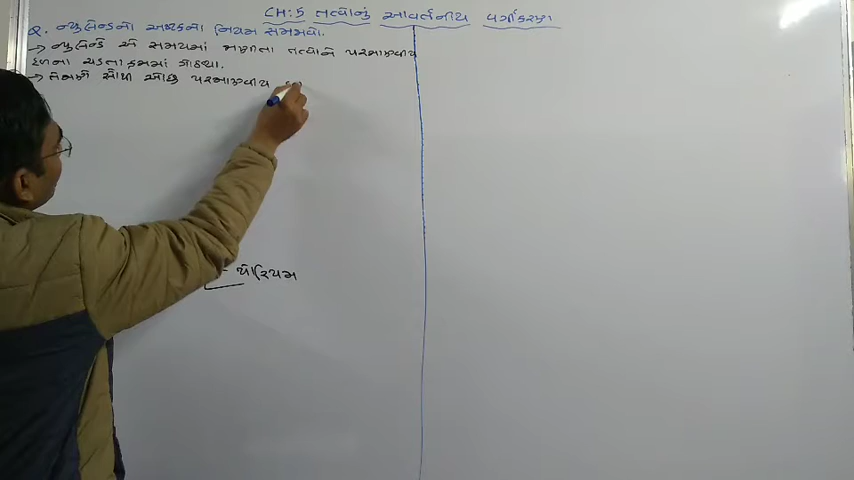 CH:5 તત્વોનું આવર્તનીય વર્ગીકરણ
Q. ન્યુલેન્ડનો અષ્ટકનો નિયમ સમજાવો.
→ ન્યુલેન્ડે એ સમયમાં જાણીતા તત્વોને પરમાણ્વીય
દળના ચડતા ક્રમમાં ગોઠવ્યા.
→ તેમણે સૌથી ઓછુ પરમાણ્વીય
થોરિયમ